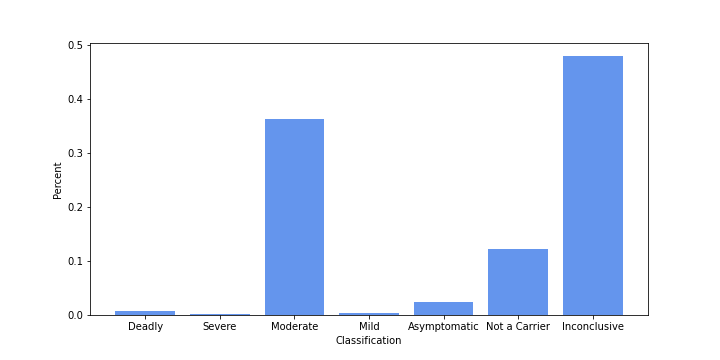 0.5
0.4
0.3
0.2
0.1
0.0
Percent
Deadly Severe Moderate Mild Asymptomatic Not a Carrier Inconclusive
Classification